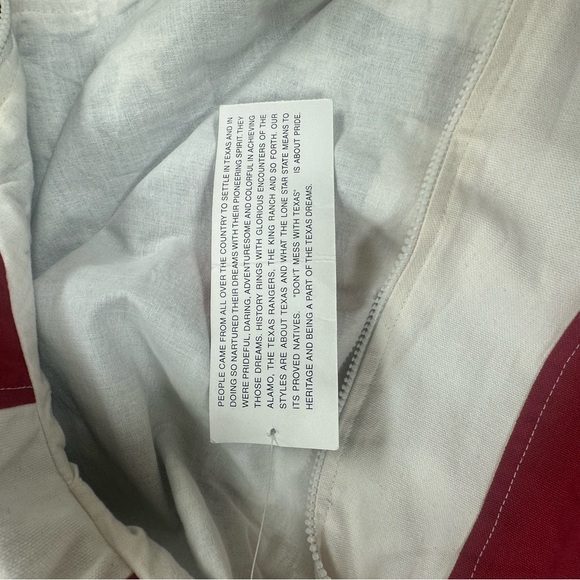 PEOPLE CAME FROM ALL OVER THE COUNTRY TO SETTLE IN TEXAS AND IN
DOING SO NARTURED THEIR DREAMS WITH THEIR PIONEERING SPIRIT. THEY
WERE PRIDEFUL, DARING, ADVENTURESOME AND COLORFUL IN ACHIEVING
THOSE DREAMS. HISTORY RINGS WITH GLORIOUS ENCOUNTERS OF THE
ALAMO, THE TEXAS RANGERS, THE KING RANCH AND SO FORTH. OUR
STYLES ARE ABOUT TEXAS AND WHAT THE LONE STAR STATE MEANS TO
ITS PROVED NATIVES. "DON'T MESS WITH TEXAS" IS ABOUT PRIDE.
HERITAGE AND BEING A PART OF THE TEXAS DREAMS.